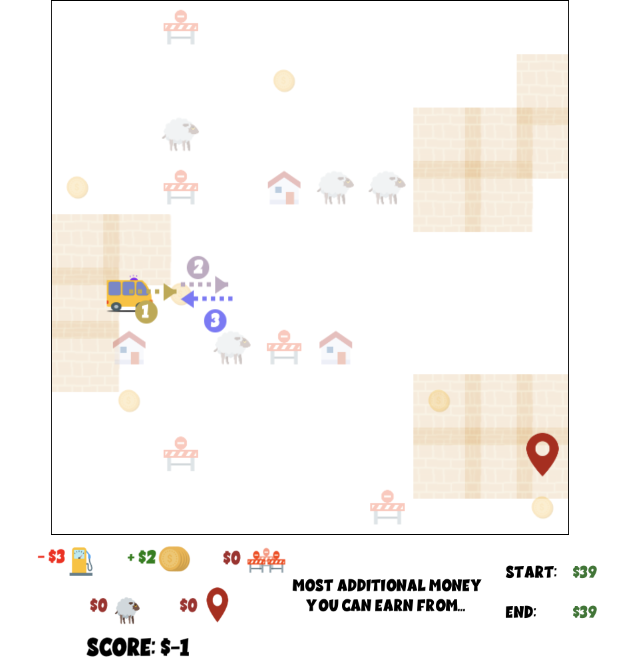 2
1
3
- $3
+ $2
$0
$0
$0
MOST ADDITIONAL MONEY
YOU CAN EARN FROM...
START: $39
END: $39
SCORE: $-1